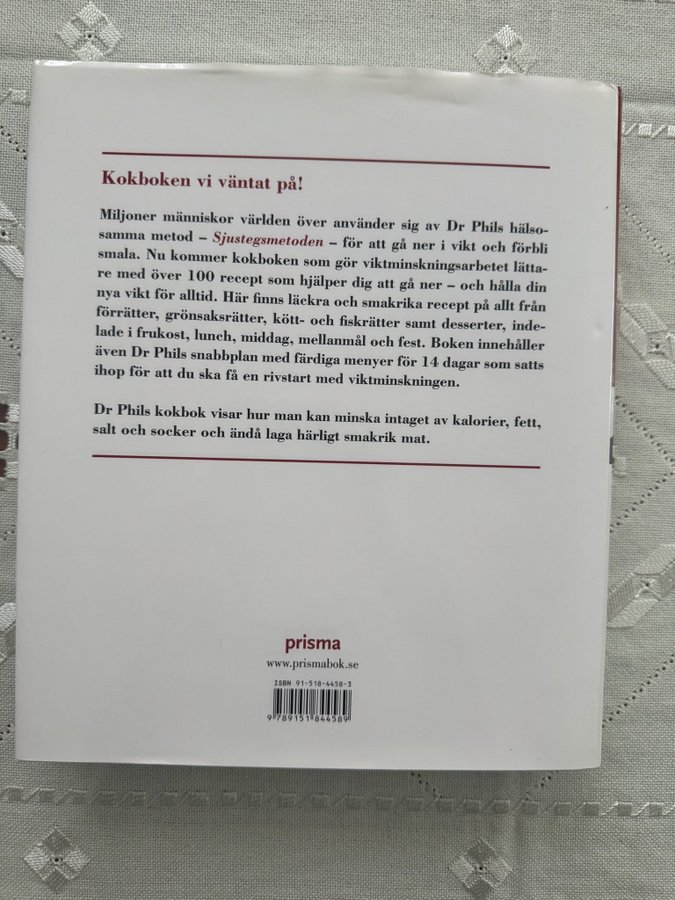 Kokboken vi väntat på!
Miljoner människor världen över använder sig av Dr Phils hälso-
samma metod – Sjustegsmetoden – för att gå ner i vikt och förbli
smala. Nu kommer kokboken som gör viktminskningsarbetet lätta-
re med över 100 recept som hjälper dig att gå ner – och hålla din
nya vikt för alltid. Här finns läckra och smakrika recept på allt från
förrätter, grönsaksrätter, kött- och fiskrätter samt desserter, inde-
lade i frukost, lunch, middag, mellanmål och fest. Boken innehåller
även Dr Phils snabbplan med färdiga menyer för 14 dagar som satts
ihop för att du ska få en rivstart med viktminskningen.
Dr Phils kokbok visar hur man kan minska intaget av kalorier, fett,
salt och socker och ändå laga härligt smakrik mat.
prisma
www.prismabok.se
ISBN 91-518-4458-3
9 789151 844589